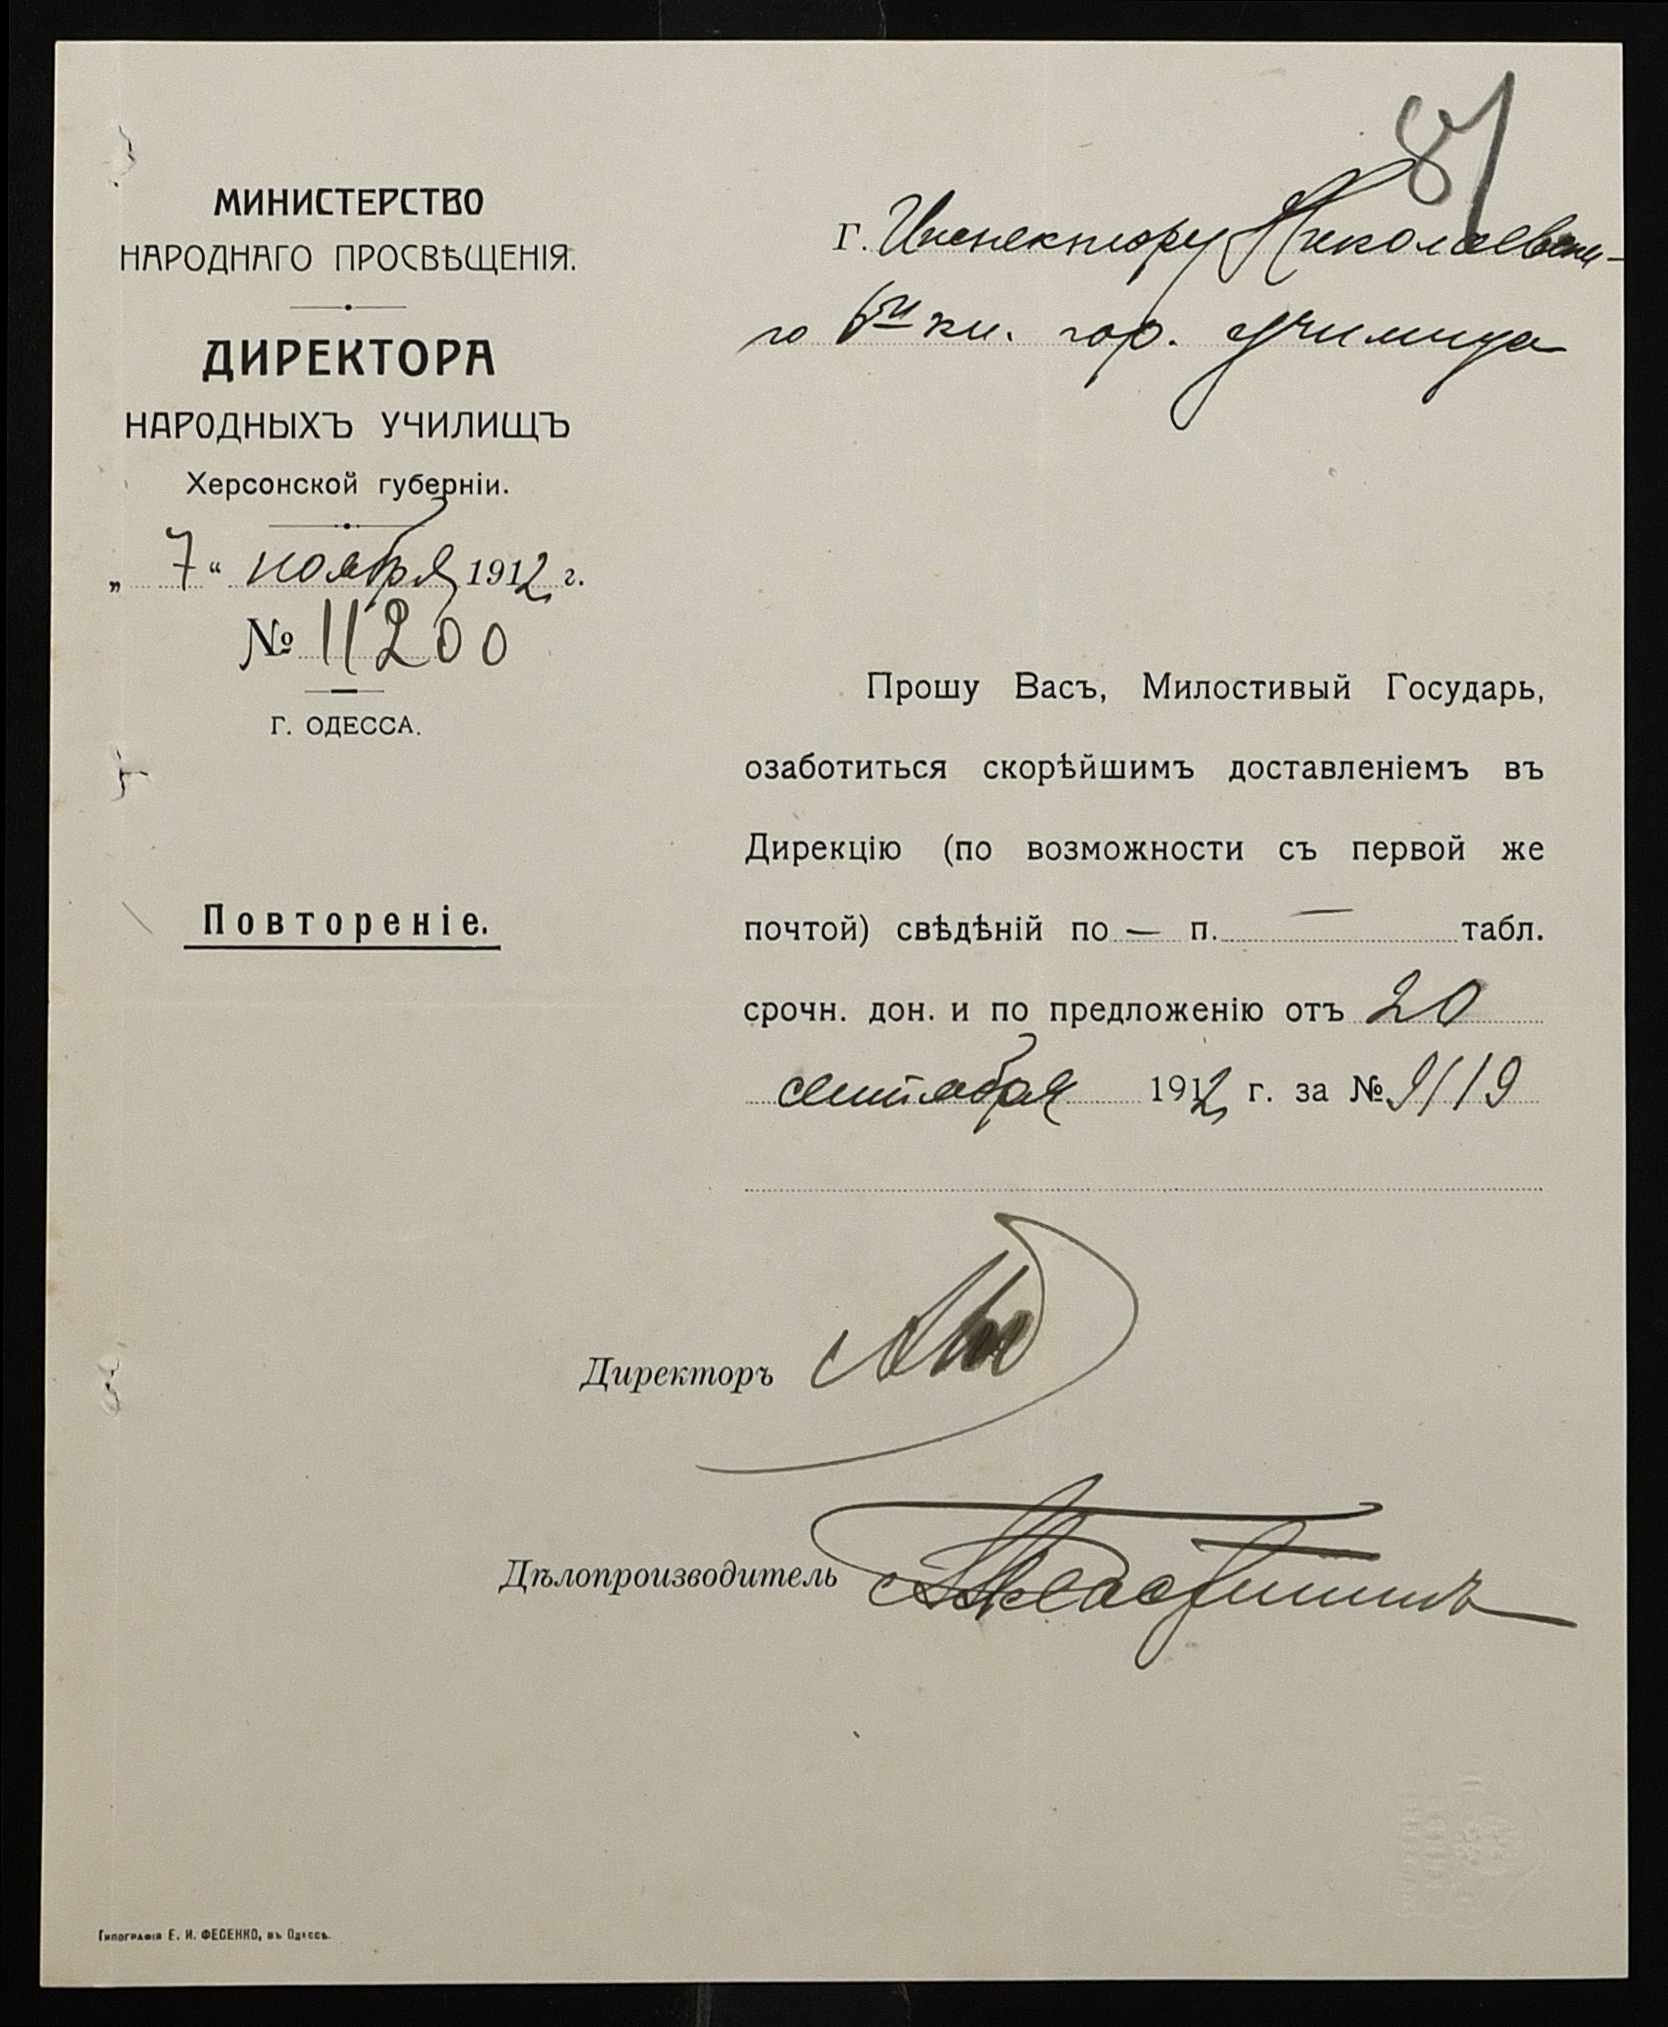 87
МИНИСТЕРСТВО
НАРОДНАГО ПРОСВѢЩЕНІЯ.
ДИРЕКТОРА
НАРОДНЫХЪ УЧИЛИЩЪ
Херсонской губерніи.
„ 7 “ ноября 1912 г.
№ 11200
Г. ОДЕССА.
Повтореніе.
Г. Инспектору Николаевска-
го 6ти кл. гор. училища
Прошу Васъ, Милостивый Государь,
озаботиться скорѣйшимъ доставленіемъ въ
Дирекцію (по возможности съ первой же
почтой) свѣдѣній по — п. — табл.
срочн. дон. и по предложенію отъ 20
сентября 1912 г. за № 9119
Директоръ
Дѣлопроизводитель
Типографія Е. И. ФЕСЕНКО, въ Одессѣ.